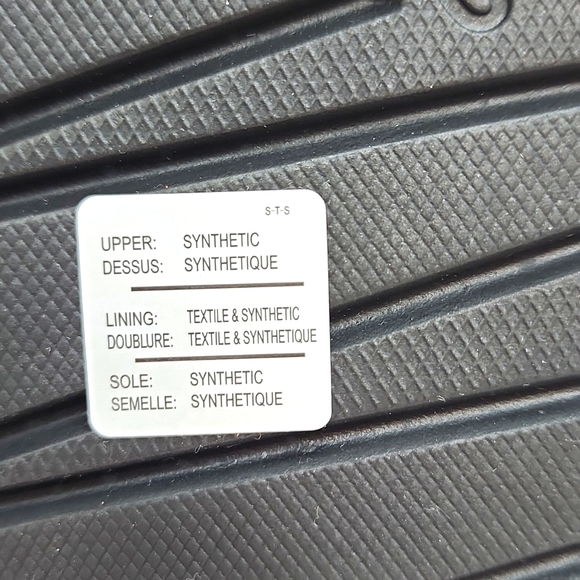 S-T-S
UPPER: SYNTHETIC
DESSUS: SYNTHETIQUE
LINING: TEXTILE & SYNTHETIC
DOUBLURE: TEXTILE & SYNTHETIQUE
SOLE: SYNTHETIC
SEMELLE: SYNTHETIQUE